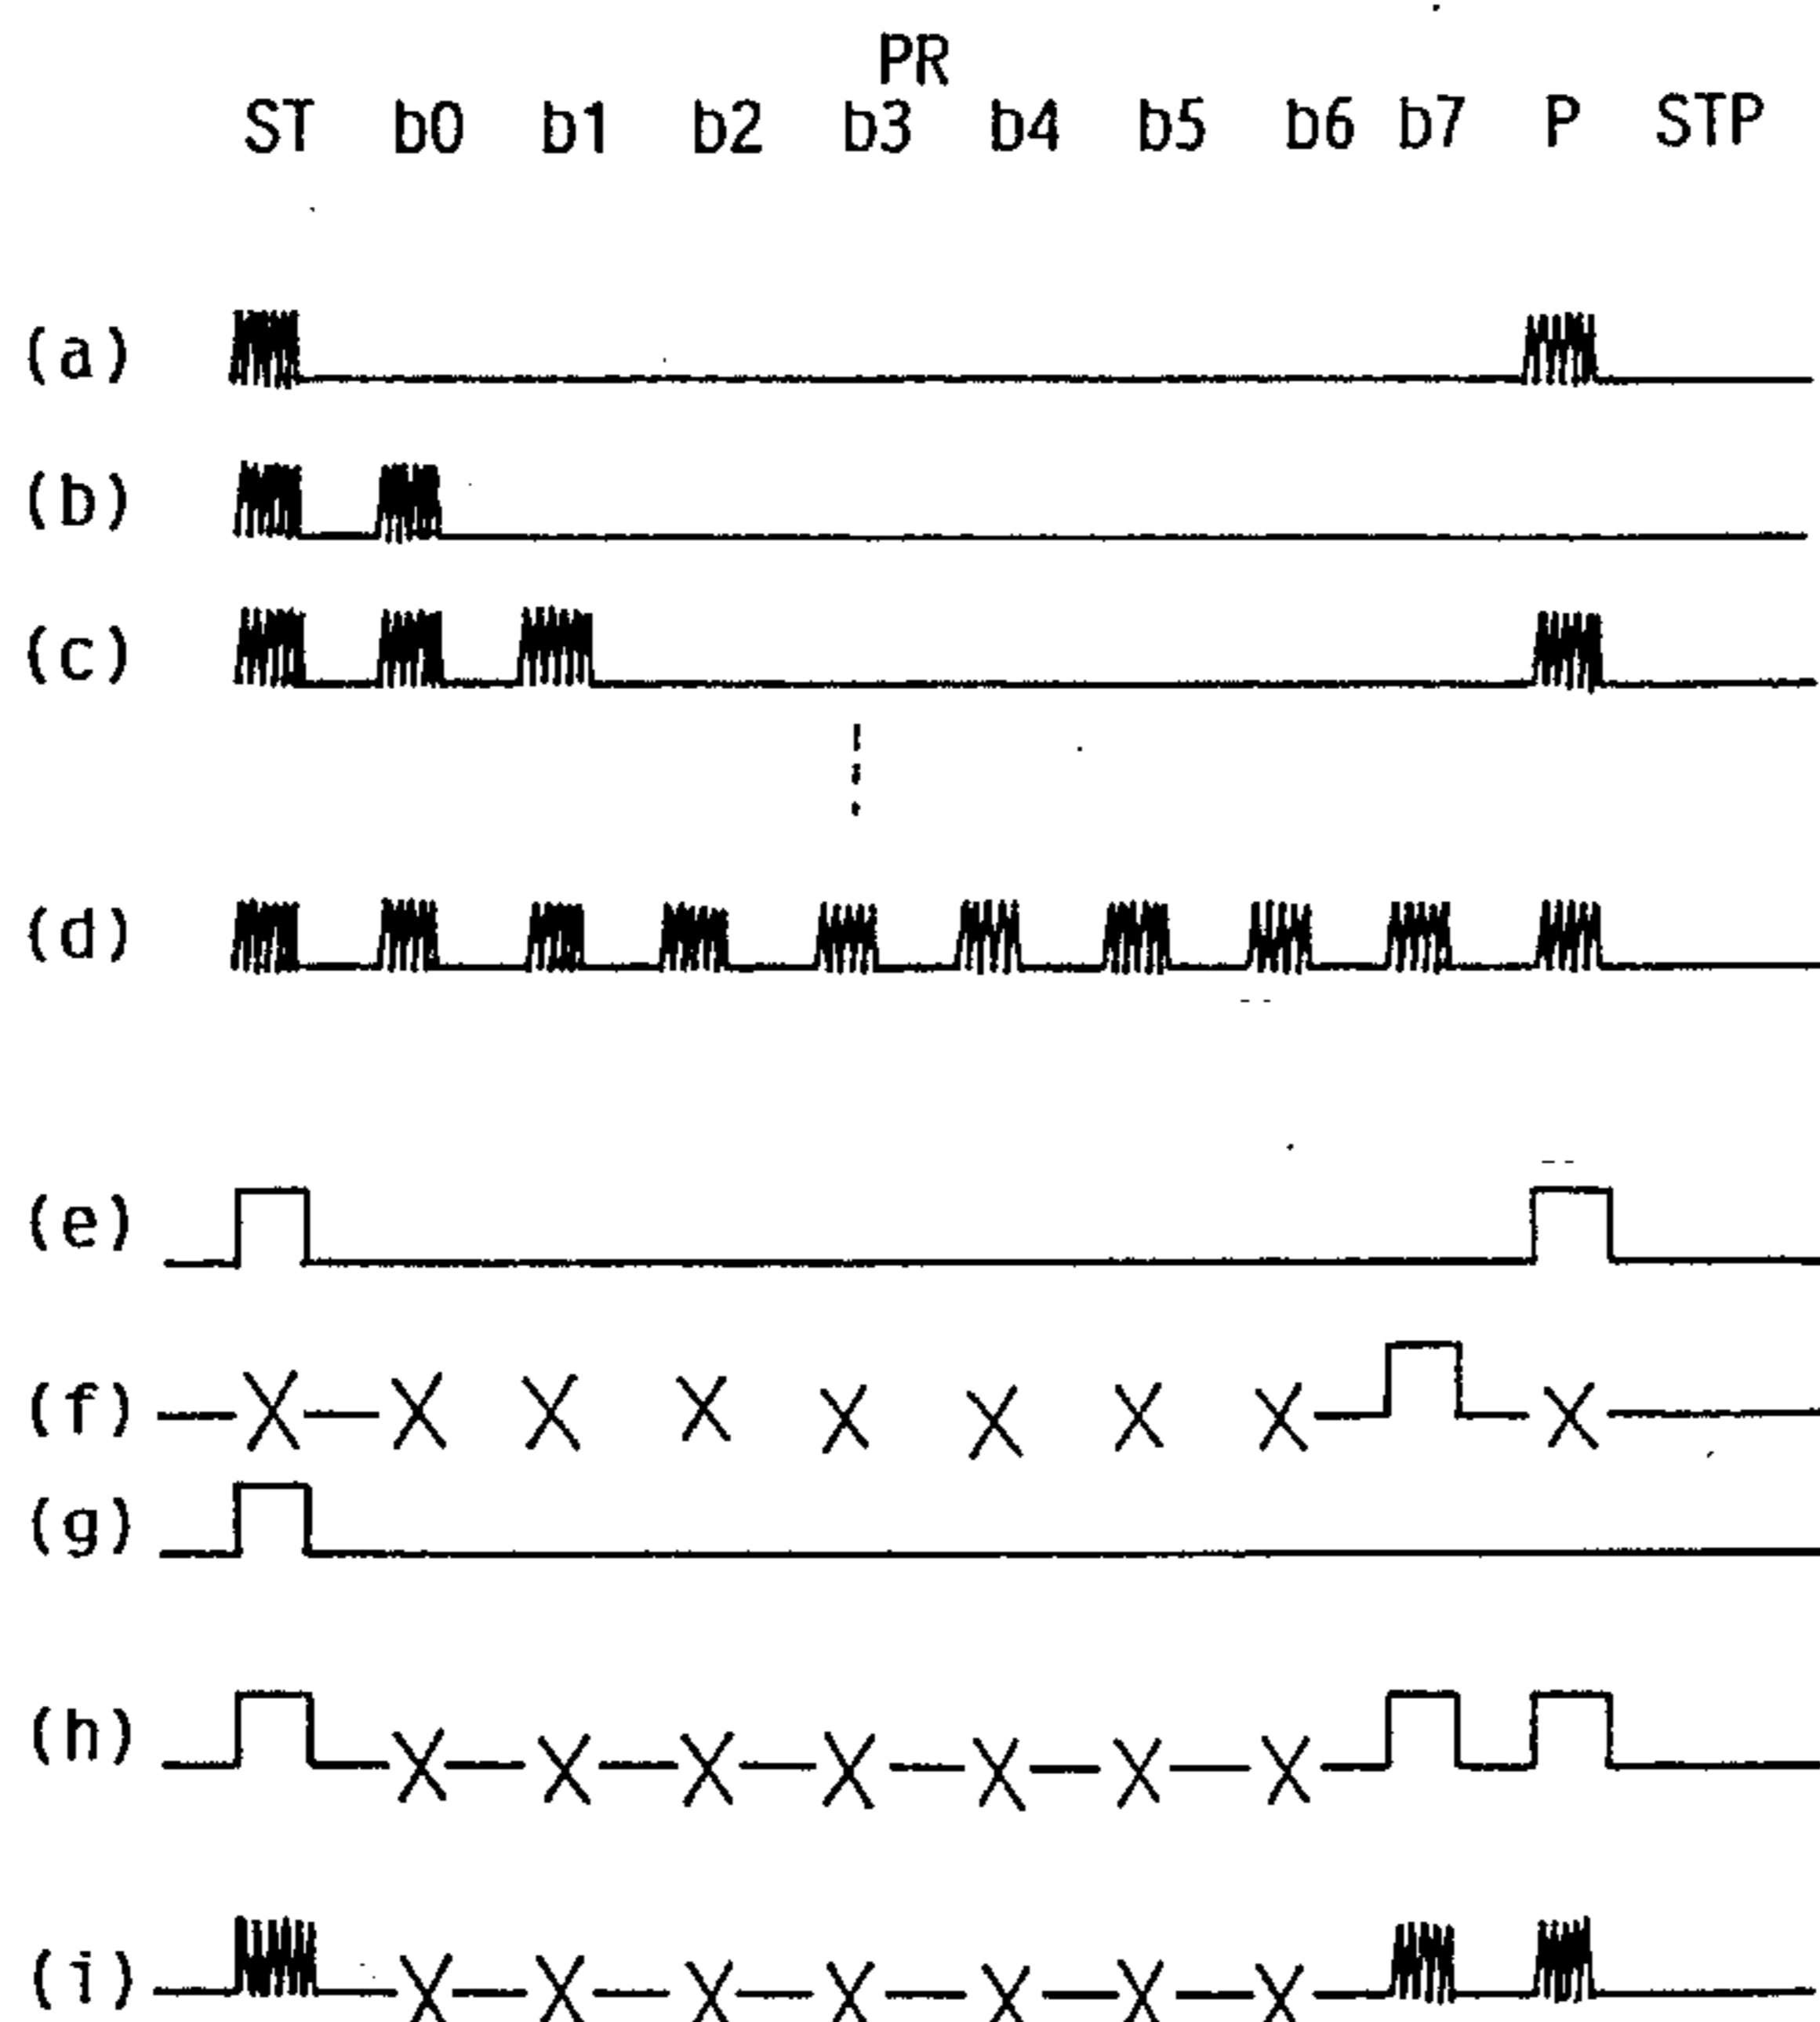 PR
ST b0 b1 b2 b3 b4 b5 b6 b7 P STP
(a)
(b)
(c)
(d)
(e)
(f)
(g)
(h)
(i)